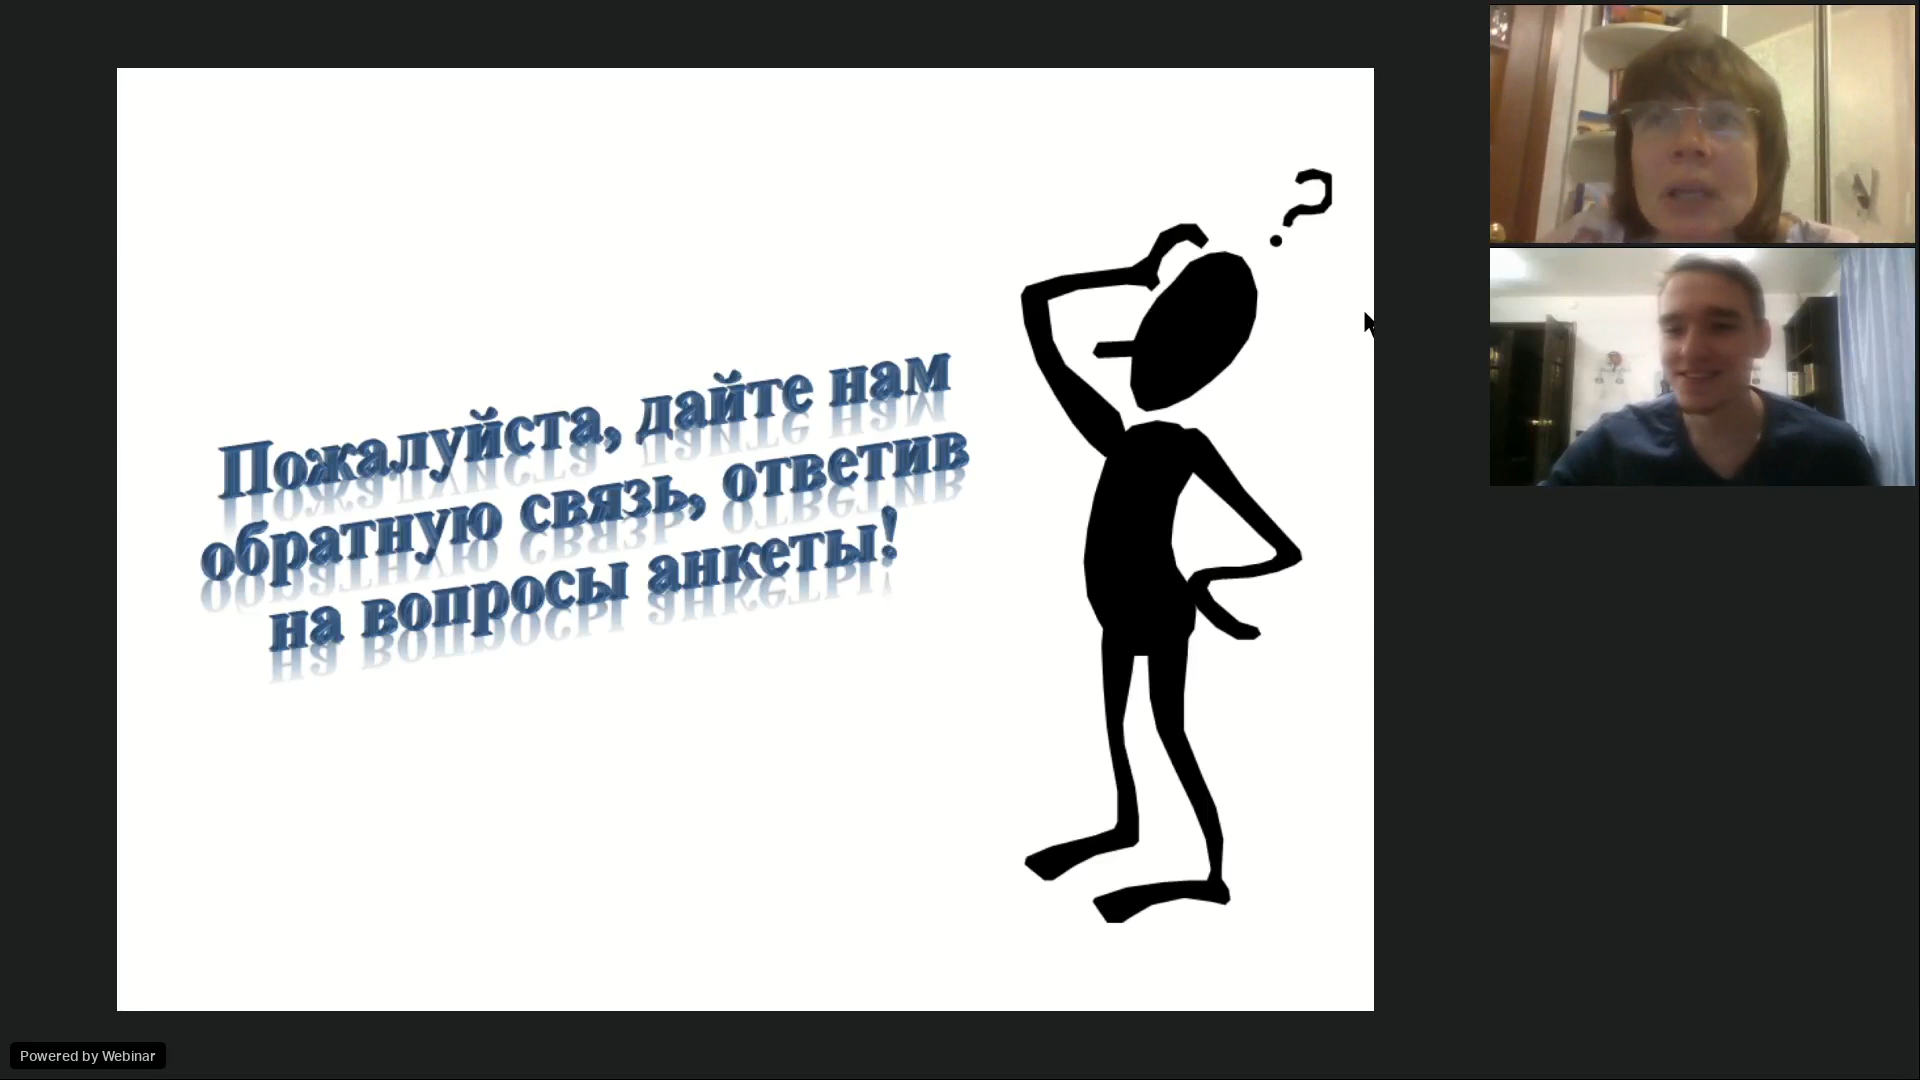 Пожалуйста, дайте нам
обратную связь, ответив
на вопросы анкеты!
?
Powered by Webinar